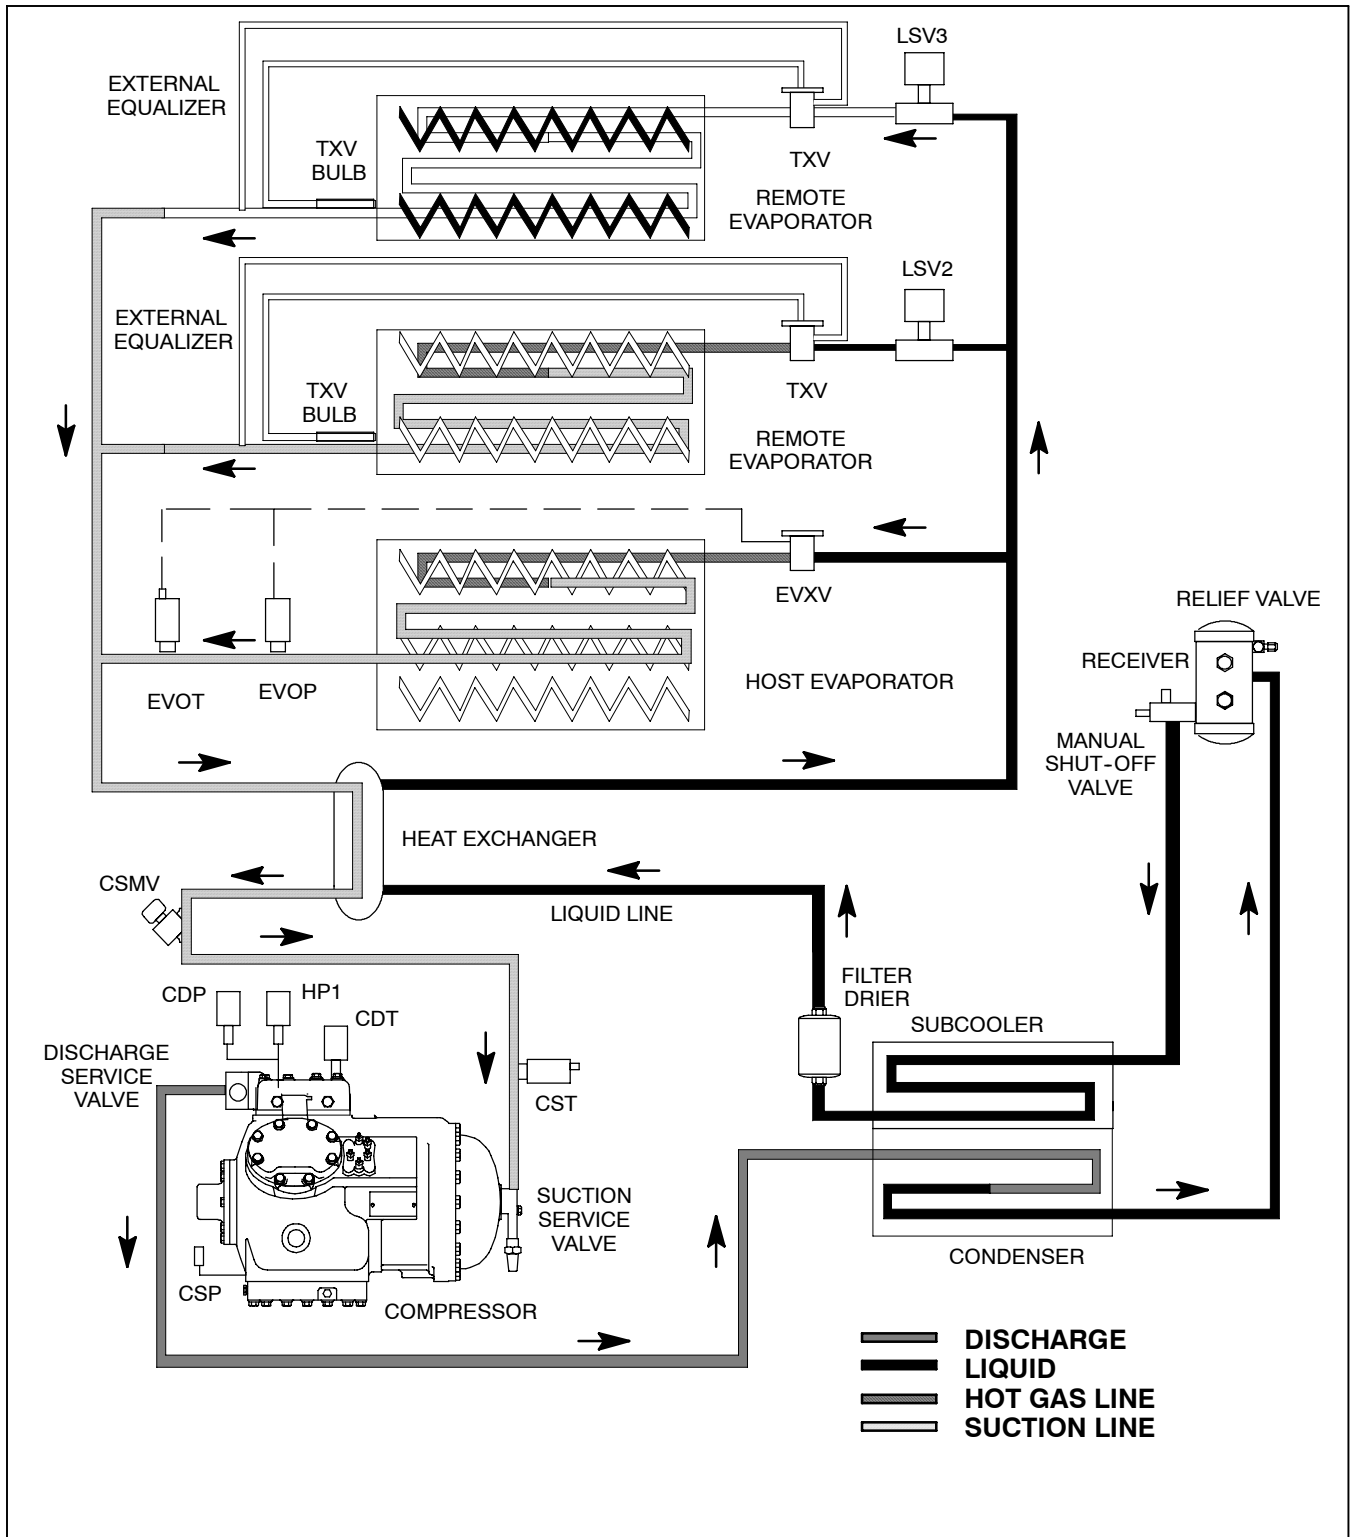 LSV3
EXTERNAL
EQUALIZER
TXV
BULB
TXV
REMOTE
EVAPORATOR
LSV2
EXTERNAL
EQUALIZER
TXV
BULB
TXV
REMOTE
EVAPORATOR
EVXV
RELIEF VALVE
RECEIVER
EVOT
EVOP
HOST EVAPORATOR
MANUAL
SHUT-OFF
VALVE
HEAT EXCHANGER
CSMV
LIQUID LINE
FILTER
DRIER
CDP
HP1
CDT
SUBCOOLER
DISCHARGE
SERVICE
VALVE
CST
SUCTION
SERVICE
VALVE
CONDENSER
CSP
COMPRESSOR
DISCHARGE
LIQUID
HOT GAS LINE
SUCTION LINE